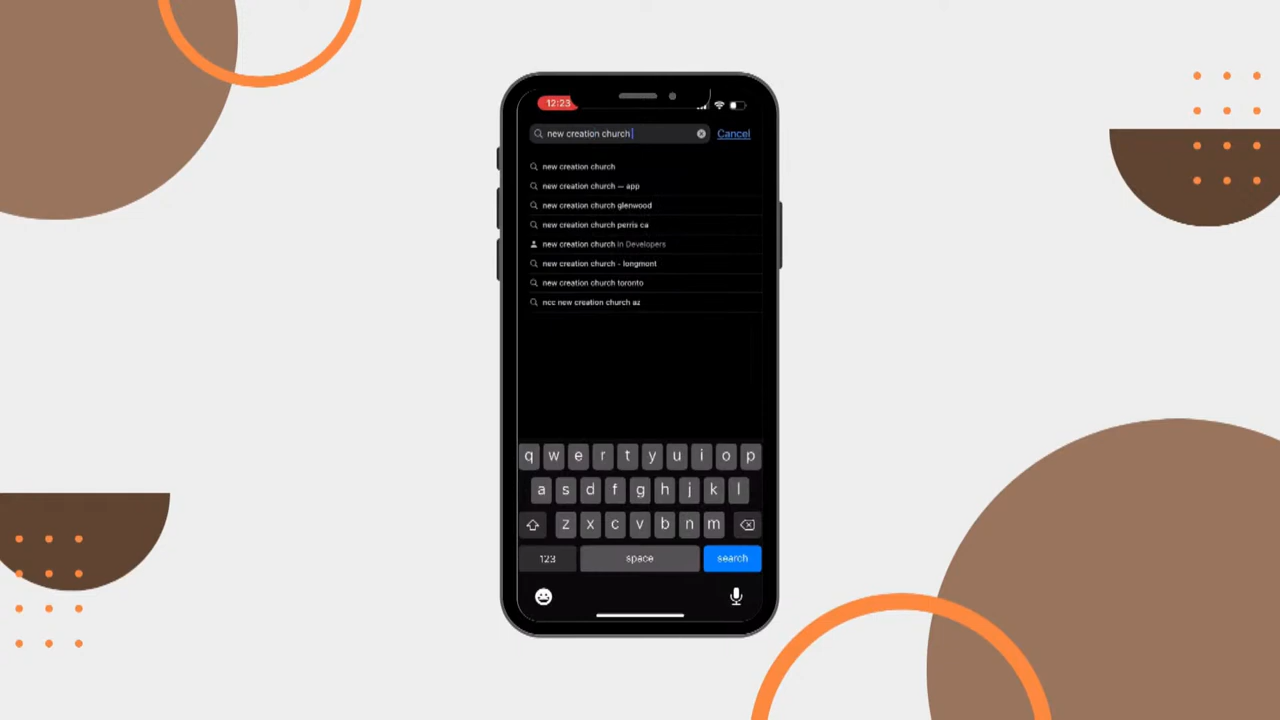 12:23
new creation church Cancel
new creation church
new creation church — app
new creation church glenwood
new creation church perris ca
new creation church in Developers
new creation church - longmont
new creation church toronto
ncc new creation church az
q w e r t y u i o p
a s d f g h j k l
z x c v b n m
123 space search